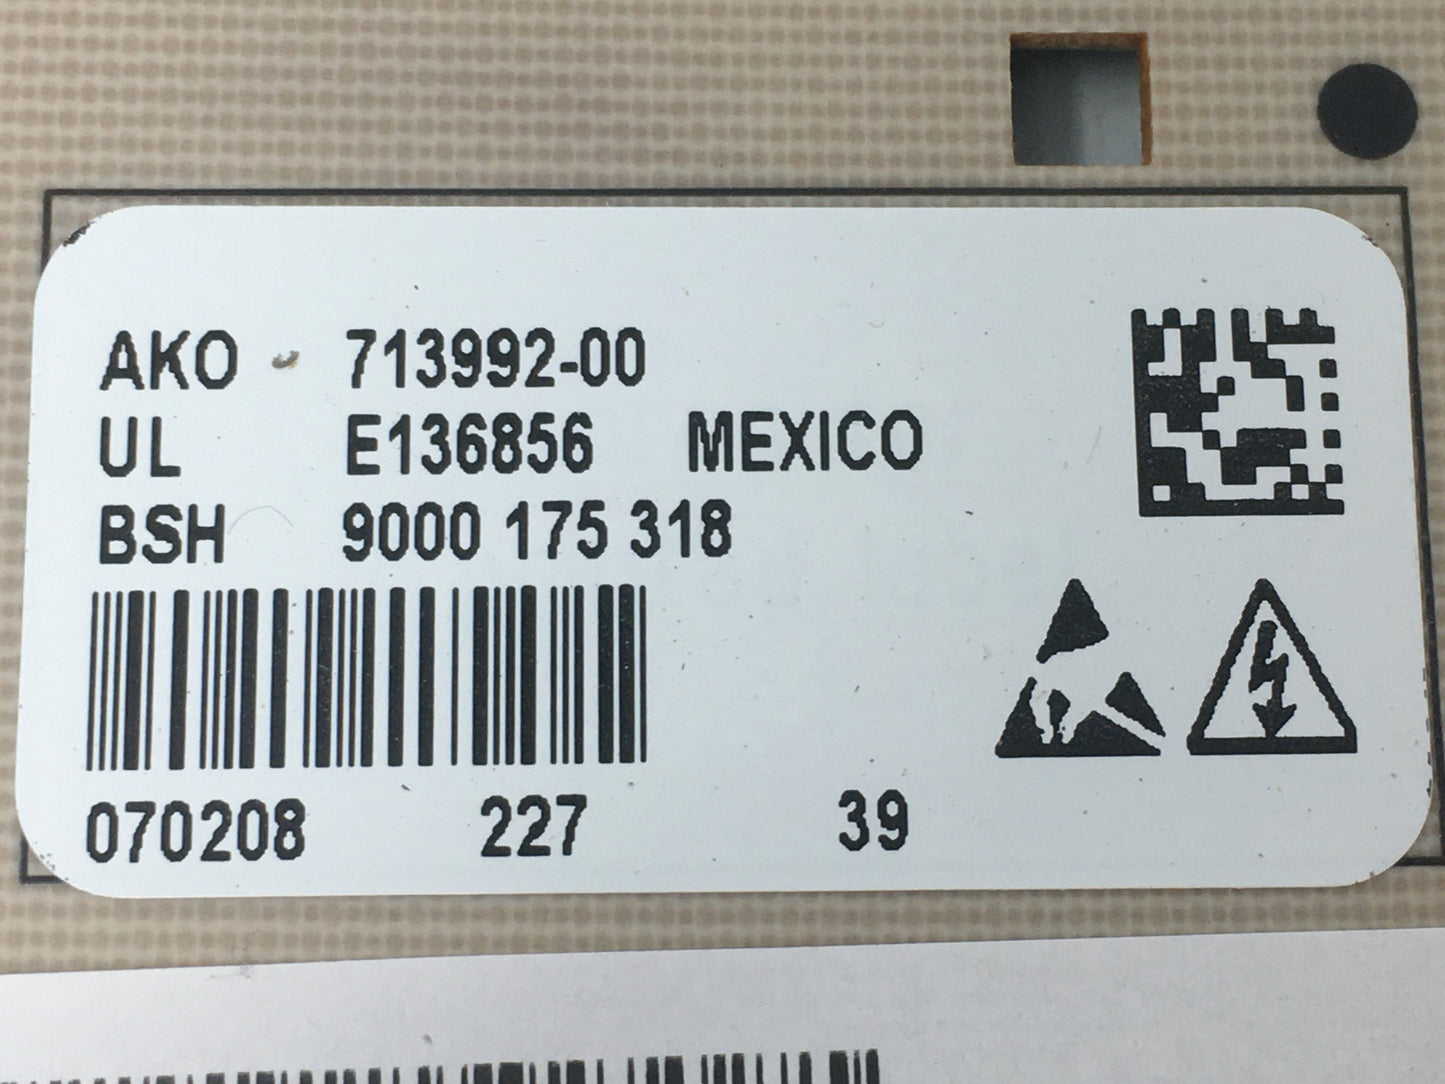 AKO - 713992-00
UL E136856 MEXICO
BSH 9000 175 318
070208 227 39